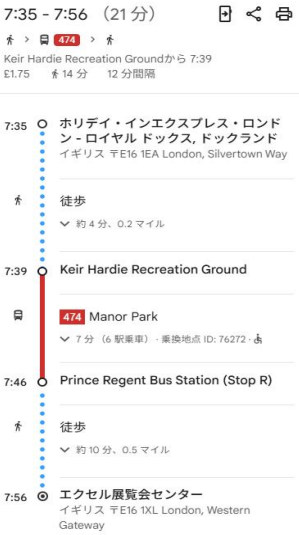 7:35 - 7:56 （21 分）
474
Keir Hardie Recreation Groundから 7:39
£1.75 14 分 12 分間隔
7:35 ホリデイ・インエクスプレス・ロンド
ン - ロイヤル ドックス, ドックランド
イギリス 〒E16 1EA London, Silvertown Way
徒歩
約 4 分、0.2 マイル
7:39 Keir Hardie Recreation Ground
474 Manor Park
7 分 （6 駅乗車） · 乗換地点 ID: 76272 ·
7:46 Prince Regent Bus Station (Stop R)
徒歩
約 10 分、0.5 マイル
7:56 エクセル展覧会センター
イギリス 〒E16 1XL London, Western
Gateway